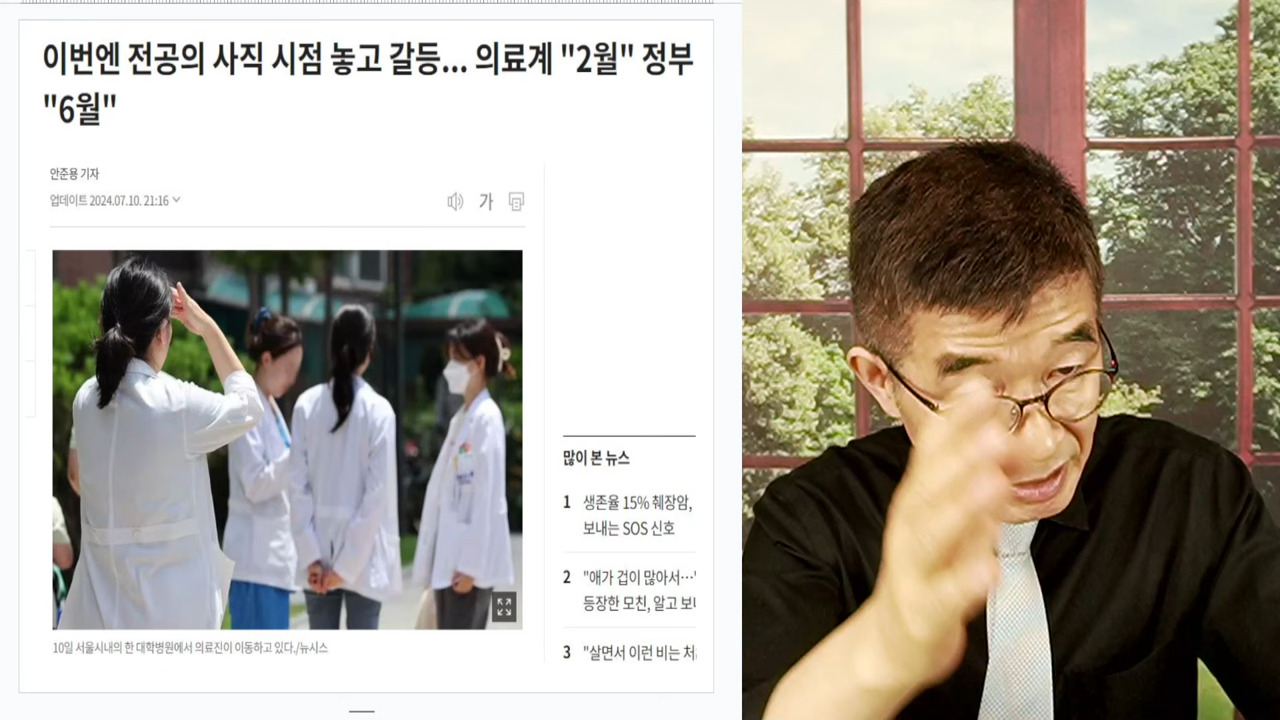 이번엔 전공의 사직 시점 놓고 갈등... 의료계 "2월" 정부
"6월"
안준용 기자
업데이트 2024.07.10. 21:16
가
10일 서울시내의 한 대학병원에서 의료진이 이동하고 있다./뉴시스
많이 본 뉴스
1 생존율 15% 췌장암,
보내는 SOS 신호
2 "애가 겁이 많아서…"
등장한 모친, 알고 보니
3 "살면서 이런 비는 처